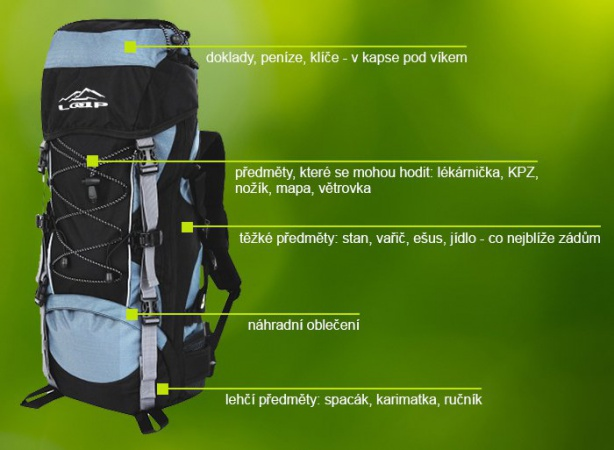 doklady, peníze, klíče - v kapse pod víkem
LOAP
předměty, které se mohou hodit: lékárnička, KPZ,
nožík, mapa, větrovka
těžké předměty: stan, vařič, ešus, jídlo - co nejblíže zádům
náhradní oblečení
lehčí předměty: spacák, karimatka, ručník